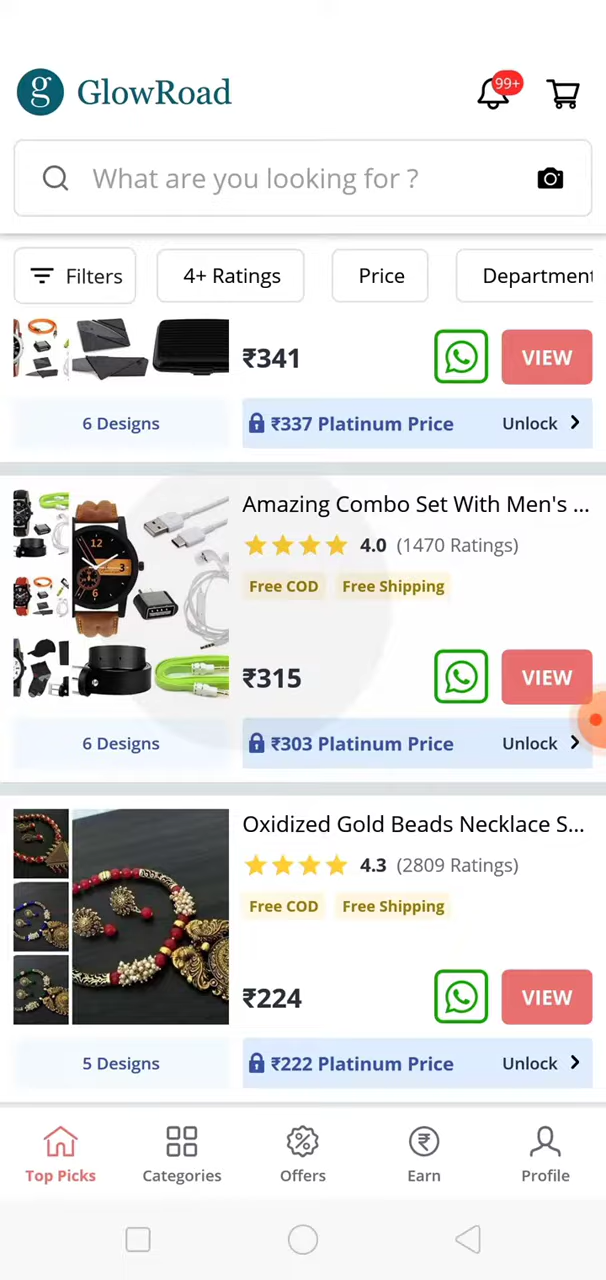 g GlowRoad
99+
What are you looking for ?
Filters 4+ Ratings Price Department
₹341 VIEW
6 Designs ₹337 Platinum Price Unlock
Amazing Combo Set With Men's ...
4.0 (1470 Ratings)
Free COD Free Shipping
₹315 VIEW
6 Designs ₹303 Platinum Price Unlock
Oxidized Gold Beads Necklace S...
4.3 (2809 Ratings)
Free COD Free Shipping
₹224 VIEW
5 Designs ₹222 Platinum Price Unlock
Top Picks Categories Offers Earn Profile